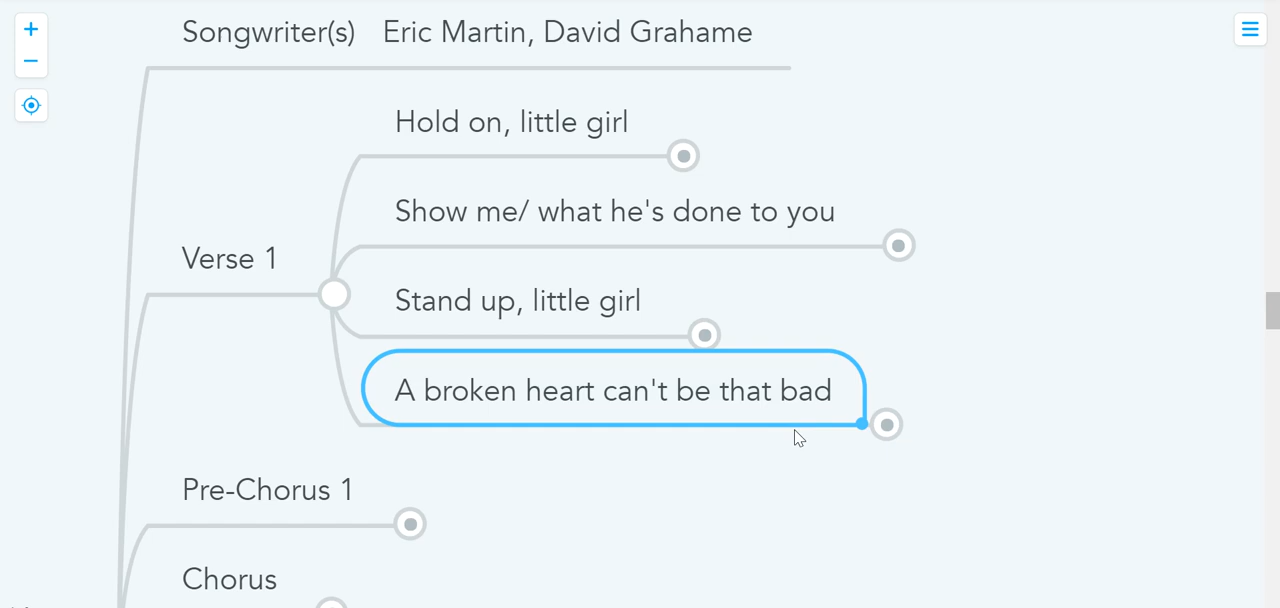 Songwriter(s) Eric Martin, David Grahame
Hold on, little girl
Show me/ what he's done to you
Verse 1
Stand up, little girl
A broken heart can't be that bad
Pre-Chorus 1
Chorus